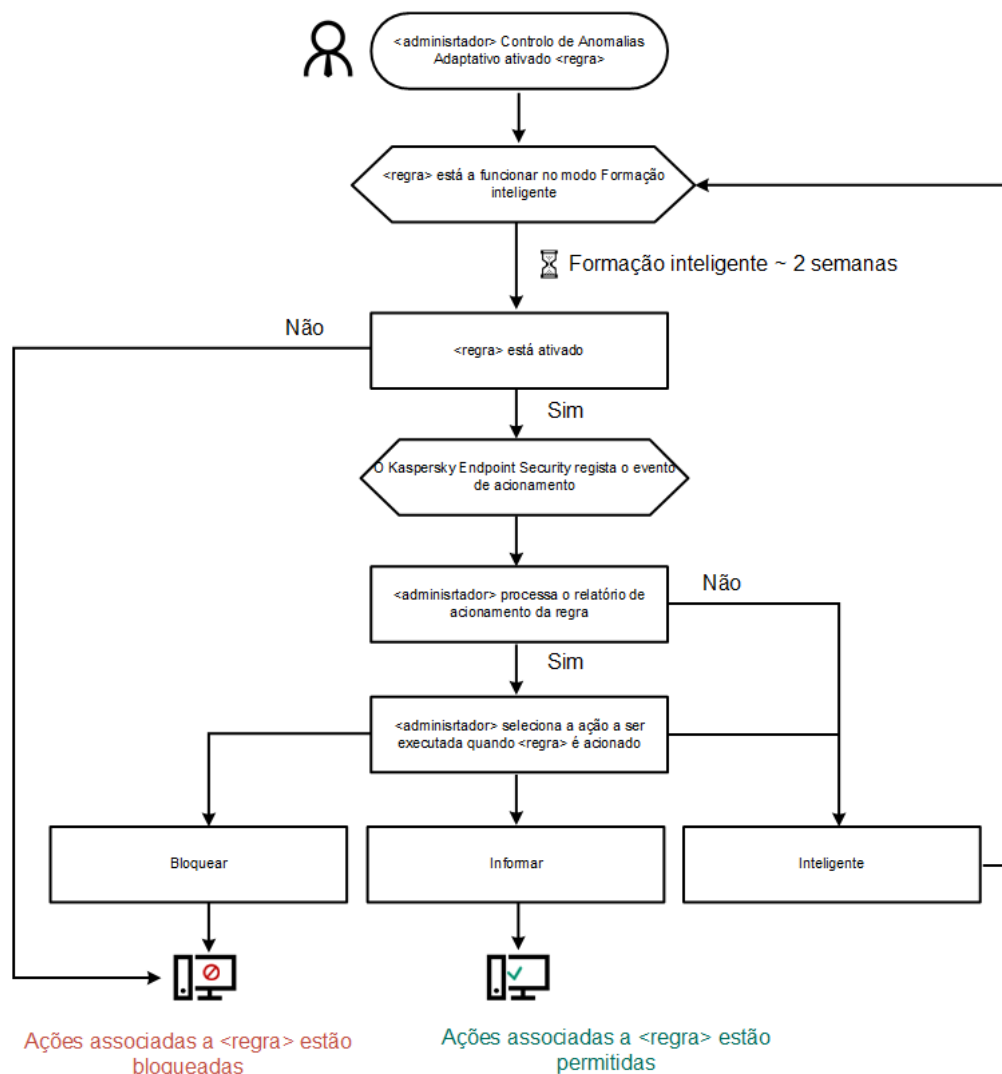 <adminisrtador> Controlo de Anomalias
Adaptativo ativado <regra>
<regra> está a funcionar no modo Formação
inteligente
Formação inteligente ~ 2 semanas
Não
<regra> está ativado
Sim
O Kaspersky Endpoint Security regista o evento
de acionamento
<adminisrtador> processa o relatório de
acionamento da regra
Não
Sim
<adminisrtador> seleciona a ação a ser
executada quando <regra> é acionado
Bloquear
Informar
Inteligente
Ações associadas a <regra> estão
bloqueadas
Ações associadas a <regra> estão
permitidas